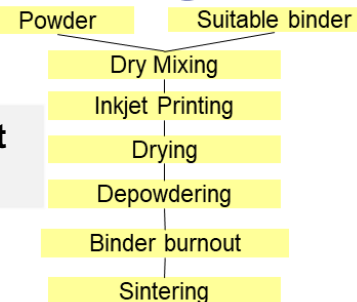 Powder Suitable binder
Dry Mixing
Inkjet Printing
t
Drying
Depowdering
Binder burnout
Sintering